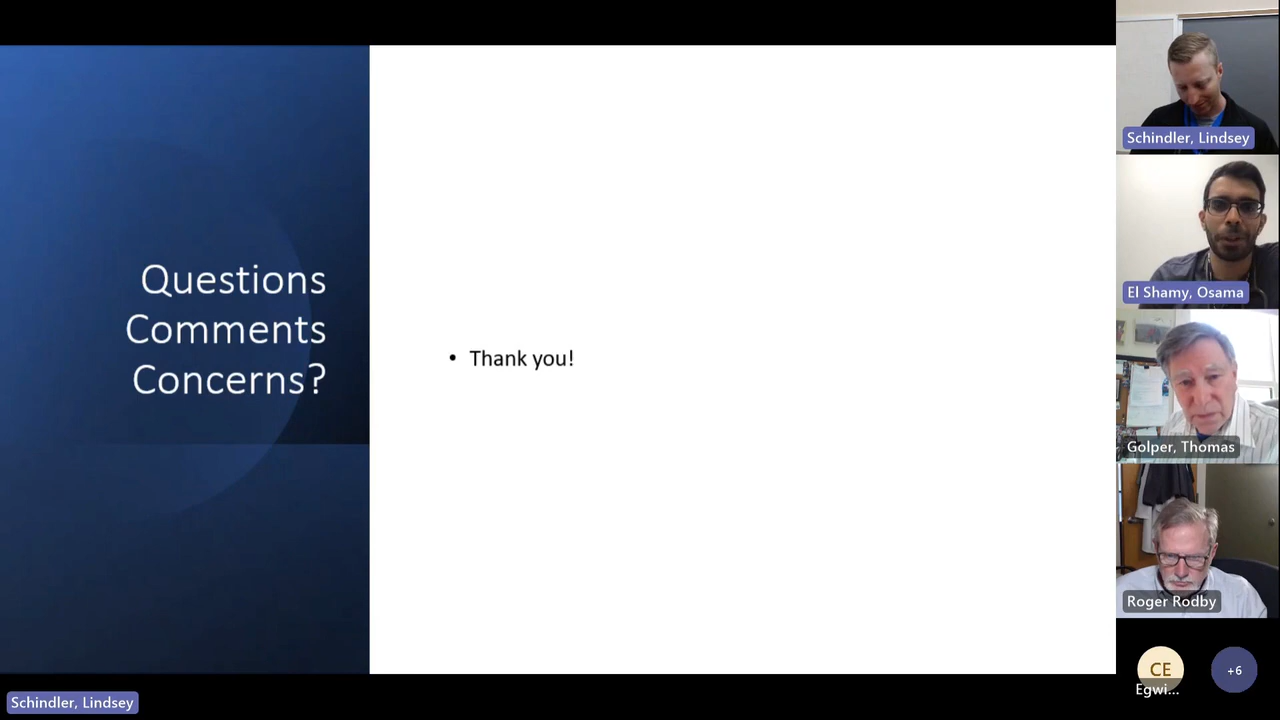 Questions
Comments
Concerns?
• Thank you!
Schindler, Lindsey
El Shamy, Osama
Golper, Thomas
Roger Rodby
CE
Egwi...
+6
Schindler, Lindsey